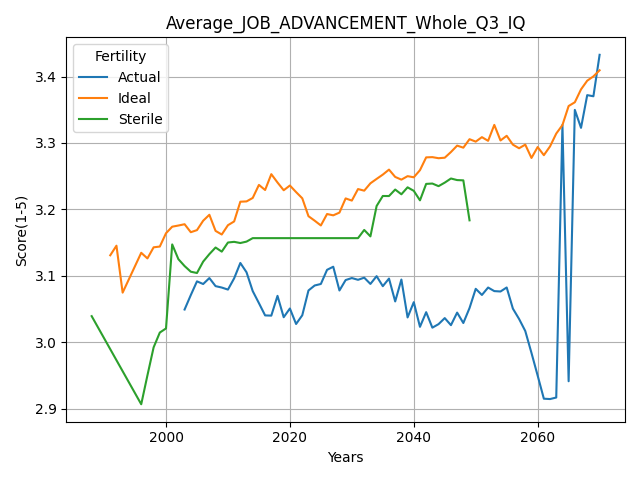 Average_JOB_ADVANCEMENT_Whole_Q3_IQ
Fertility
Actual
Ideal
Sterile
Score(1-5)
3.4
3.3
3.2
3.1
3.0
2.9
2000 2020 2040 2060
Years